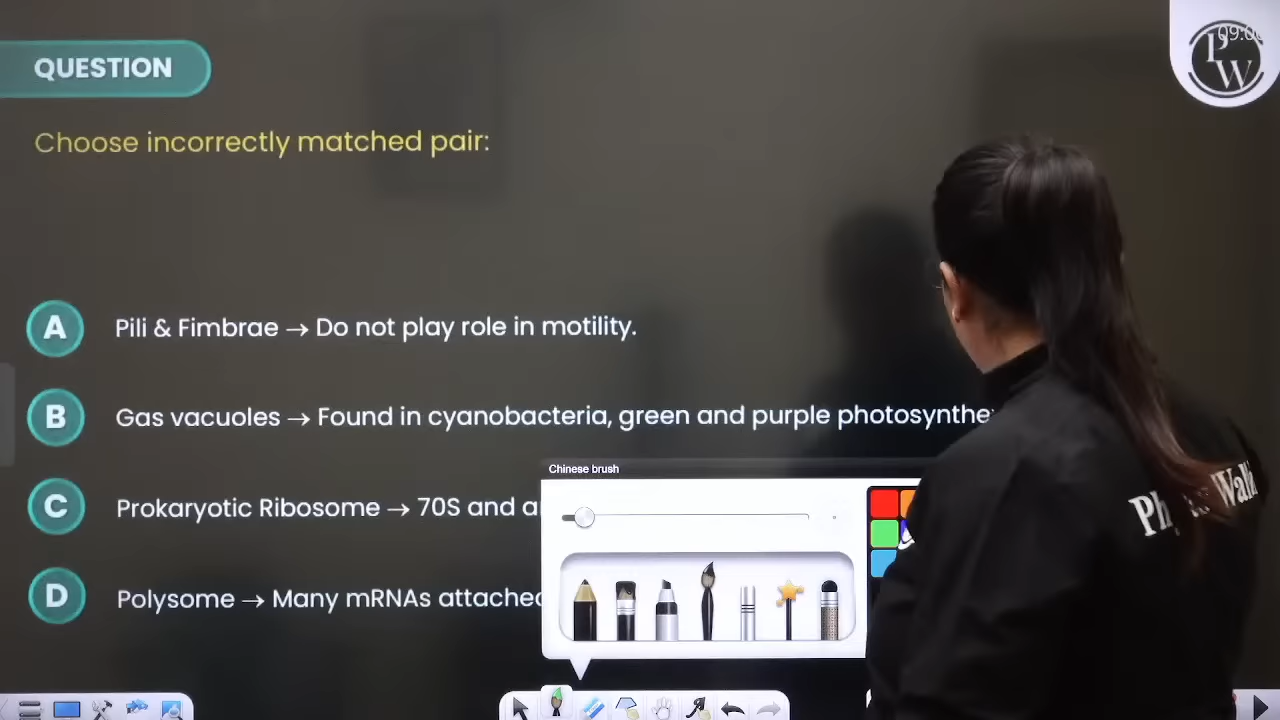 QUESTION
Choose incorrectly matched pair:
A Pili & Fimbrae → Do not play role in motility.
B Gas vacuoles → Found in cyanobacteria, green and purple
C Prokaryotic Ribosome → 70S and
D Polysome → Many mRNAs attached
Chinese brush
PW